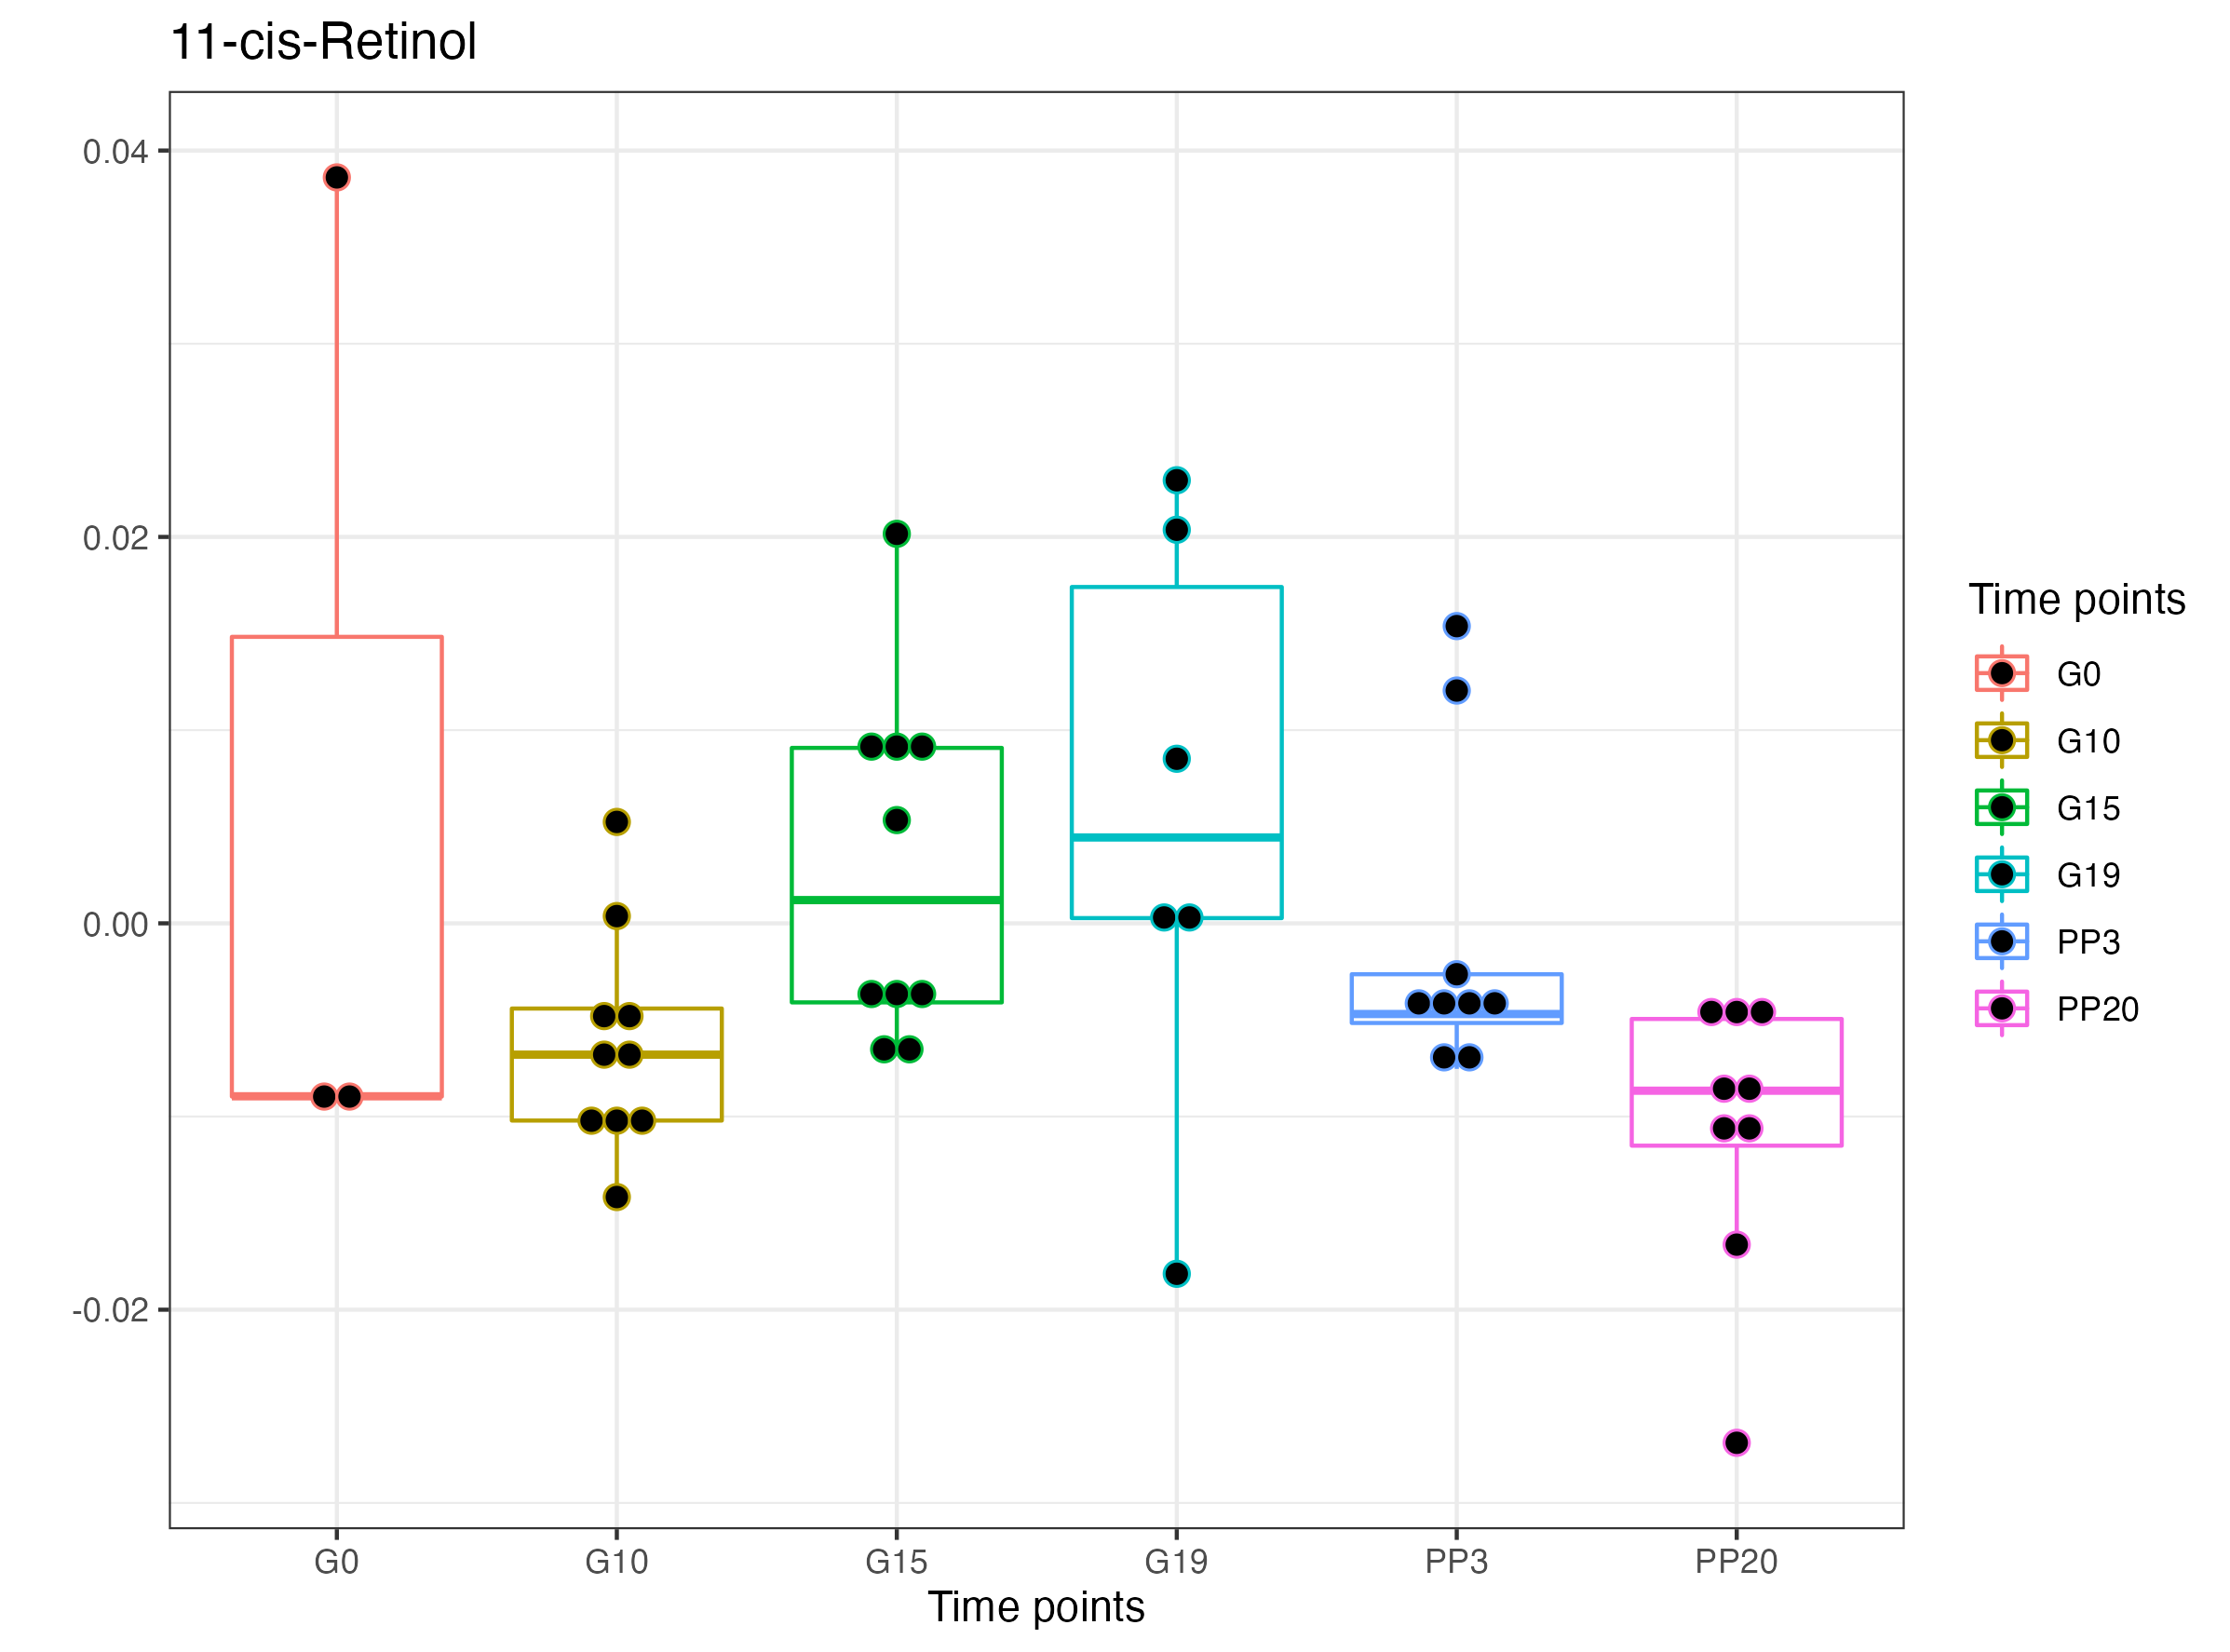 11-cis-Retinol
0.04
0.02
0.00
-0.02
G0 G10 G15 G19 PP3 PP20
Time points
Time points
G0
G10
G15
G19
PP3
PP20